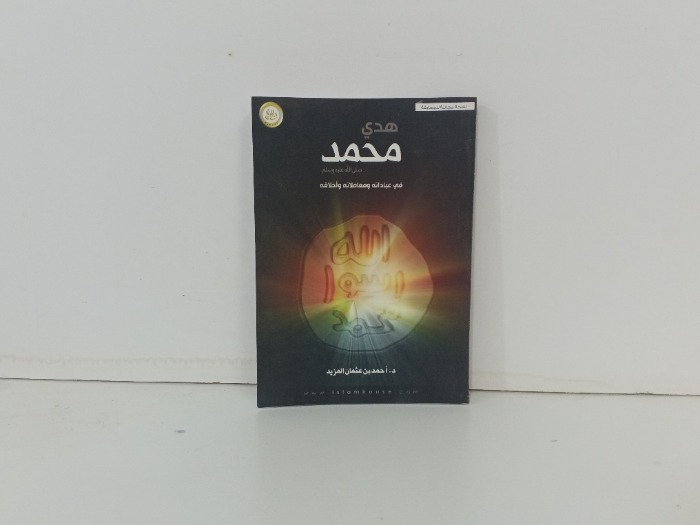 هدي
محمد
صلى الله عليه وسلم
في عباداته ومعاملاته وأخلاقه
الله
رسول
محمد
د. أحمد بن عثمان المزيد
www.islamhouse.com